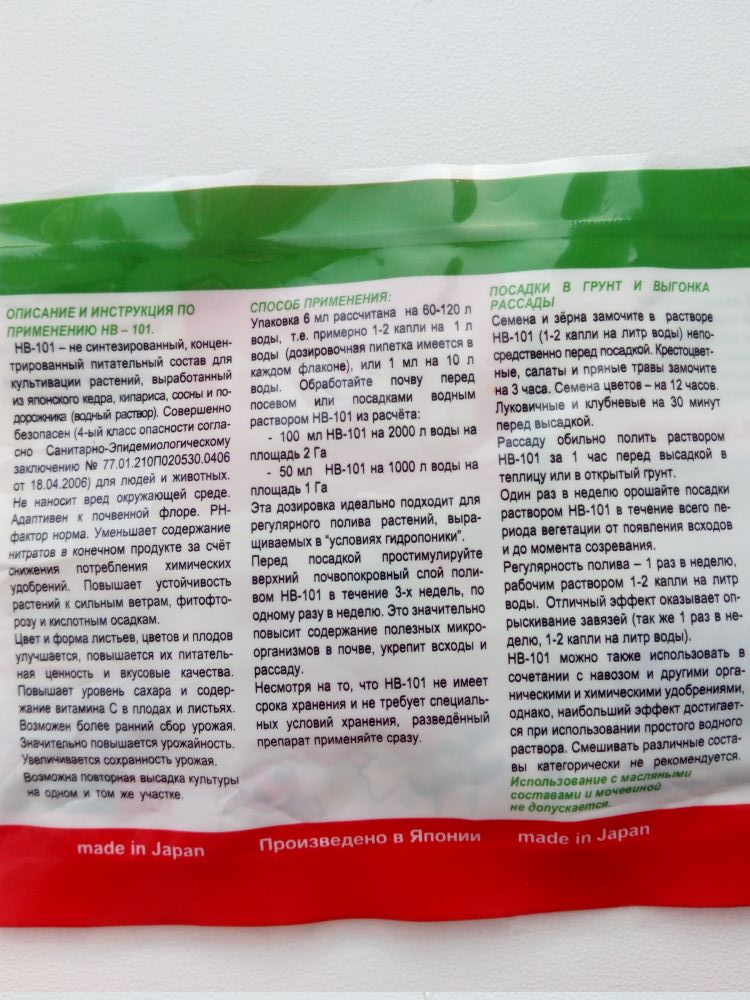 ОПИСАНИЕ И ИНСТРУКЦИЯ ПО
ПРИМЕНЕНИЮ НВ – 101.
НВ-101 – не синтезированный, концен-
трированный питательный состав для
культивации растений, выработанный
из японского кедра, кипариса, сосны и по-
дорожника (водный раствор). Совершенно
безопасен (4-ый класс опасности согла-
сно Санитарно-Эпидемиологическому
заключению № 77.01.210П020530.0406
от 18.04.2006) для людей и животных.
Не наносит вред окружающей среде.
Адаптивен к почвенной флоре. РН-
фактор норма. Уменьшает содержание
нитратов в конечном продукте за счёт
снижения потребления химических
удобрений. Повышает устойчивость
растений к сильным ветрам, фитофто-
розу и кислотным осадкам.
Цвет и форма листьев, цветов и плодов
улучшается, повышается их питатель-
ная ценность и вкусовые качества.
Повышает уровень сахара и содер-
жание витамина С в плодах и листьях.
Возможен более ранний сбор урожая.
Значительно повышается урожайность.
Увеличивается сохранность урожая.
Возможна повторная высадка культуры
на одном и том же участке.
СПОСОБ ПРИМЕНЕНИЯ:
Упаковка 6 мл рассчитана на 60-120 л
воды, т.е. примерно 1-2 капли на 1 л
воды (дозировочная пипетка имеется в
каждом флаконе), или 1 мл на 10 л
воды. Обработайте почву перед
посевом или посадками водным
раствором НВ-101 из расчёта:
- 100 мл НВ-101 на 2000 л воды на
площадь 2 Га
- 50 мл НВ-101 на 1000 л воды на
площадь 1 Га
Эта дозировка идеально подходит для
регулярного полива растений, выра-
щиваемых в "условиях гидропоники".
Перед посадкой простимулируйте
верхний почвопокровный слой поли-
вом НВ-101 в течение 3-х недель, по
одному разу в неделю. Это значительно
повысит содержание полезных микро-
организмов в почве, укрепит всходы и
рассаду.
Несмотря на то, что НВ-101 не имеет
срока хранения и не требует специаль-
ных условий хранения, разведённый
препарат применяйте сразу.
ПОСАДКИ В ГРУНТ И ВЫГОНКА
РАССАДЫ
Семена и зёрна замочите в растворе
НВ-101 (1-2 капли на литр воды) непо-
средственно перед посадкой. Крестоцвет-
ные, салаты и пряные травы замочите
на 3 часа. Семена цветов – на 12 часов.
Луковичные и клубневые на 30 минут
перед высадкой.
Рассаду обильно полить раствором
НВ-101 за 1 час перед высадкой в
теплицу или в открытый грунт.
Один раз в неделю орошайте посадки
раствором НВ-101 в течение всего пе-
риода вегетации от появления всходов
и до момента созревания.
Регулярность полива – 1 раз в неделю,
рабочим раствором 1-2 капли на литр
воды. Отличный эффект оказывает оп-
рыскивание завязей (так же 1 раз в не-
делю, 1-2 капли на литр воды).
НВ-101 можно также использовать в
сочетании с навозом и другими орга-
ническими и химическими удобрениями,
однако, наибольший эффект достигает-
ся при использовании простого водного
раствора. Смешивать различные соста-
вы категорически не рекомендуется.
Использование с масляными
составами и мочевиной
не допускается.
made in Japan
Произведено в Японии
made in Japan